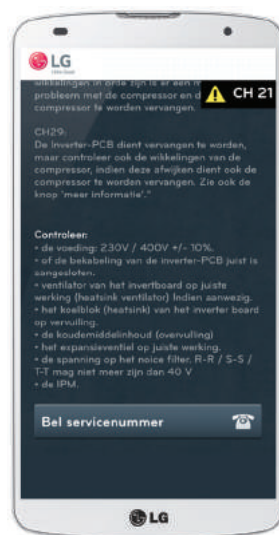 LG
Life's Good
wikkelingen in orde zijn is er een
probleem met de compressor en d
compressor te worden vervangen.
CH 21
CH29:
De inverter-PCB dient vervangen te worden,
maar controleer ook de wikkelingen van de
compressor, indien deze afwijken dient ook de
compressor te worden vervangen. Zie ook de
knop 'meer informatie'."
Controleer:
• de voeding: 230V / 400V +/- 10%.
• of de bekabeling van de inverter-PCB juist is
aangesloten.
• ventilator van het invertboard op juiste
werking (heatsink ventilator) Indien aanwezig.
• het koelblok (heatsink) van het inverter board
op vervuiling.
• de koudemiddelinhoud (overvulling)
• het expansieventiel op juiste werking.
• de spanning op het noice filter. R-R / S-S /
T-T mag niet meer zijn dan 40 V
• de IPM.
Bel servicenummer
LG